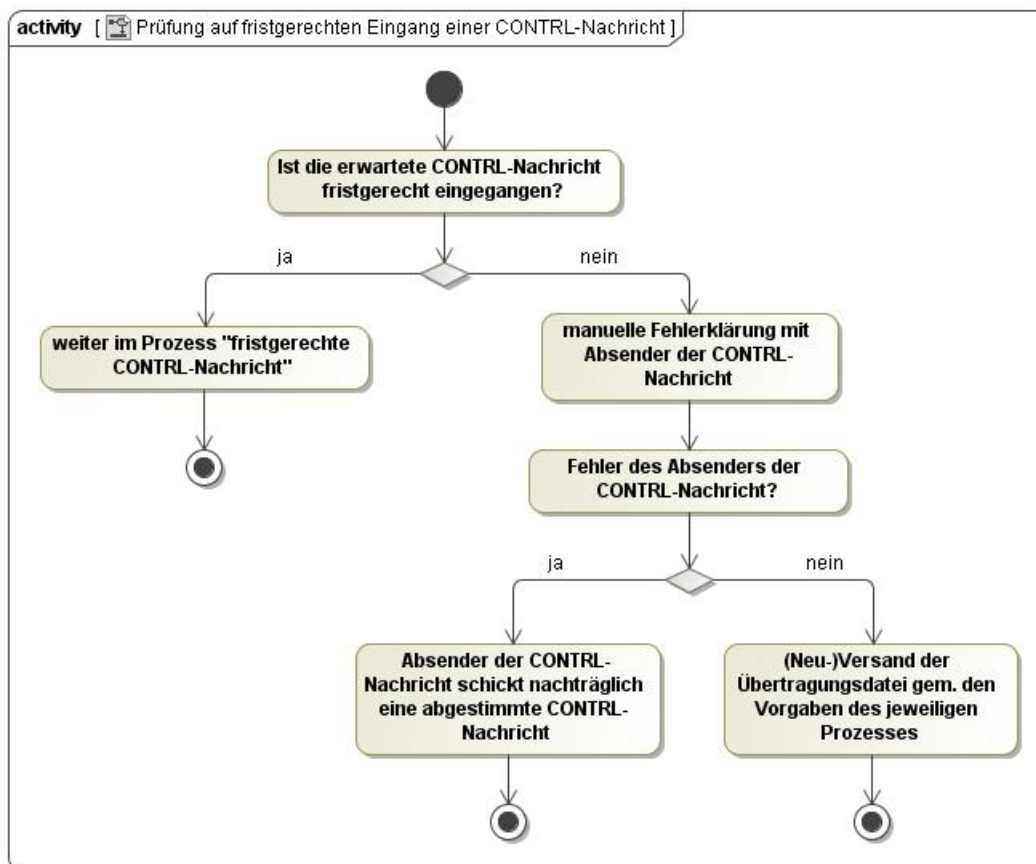 activity [ Prüfung auf fristgerechten Eingang einer CONTRL-Nachricht ]
Ist die erwartete CONTRL-Nachricht
fristgerecht eingegangen?
ja
nein
weiter im Prozess "fristgerechte
CONTRL-Nachricht"
manuelle Fehlerklärung mit
Absender der CONTRL-
Nachricht
Fehler des Absenders der
CONTRL-Nachricht?
ja
nein
Absender der CONTRL-
Nachricht schickt nachträglich
eine abgestimmte CONTRL-
Nachricht
(Neu-)Versand der
Übertragungsdatei gem. den
Vorgaben des jeweiligen
Prozesses